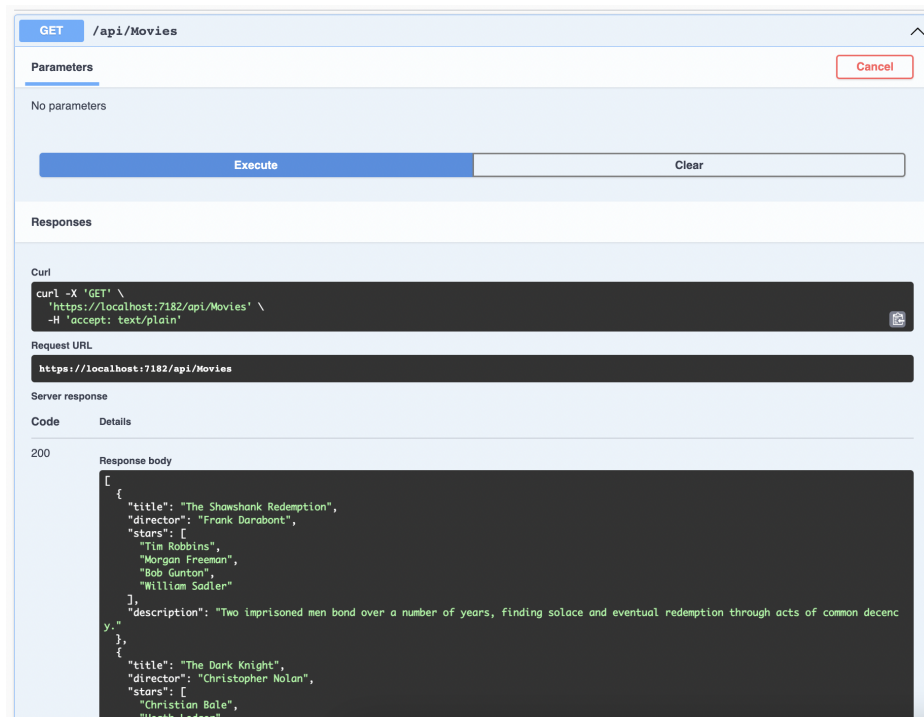 GET /api/Movies
Parameters
Cancel
No parameters
Execute
Clear
Responses
Curl
curl -X 'GET' \
'https://localhost:7182/api/Movies' \
-H 'accept: text/plain'
Request URL
https://localhost:7182/api/Movies
Server response
Code Details
200
Response body
[
{
"title": "The Shawshank Redemption",
"director": "Frank Darabont",
"stars": [
"Tim Robbins",
"Morgan Freeman",
"Bob Gunton",
"William Sadler"
],
"description": "Two imprisoned men bond over a number of years, finding solace and eventual redemption through acts of common decenc
y."
},
{
"title": "The Dark Knight",
"director": "Christopher Nolan",
"stars": [
"Christian Bale",